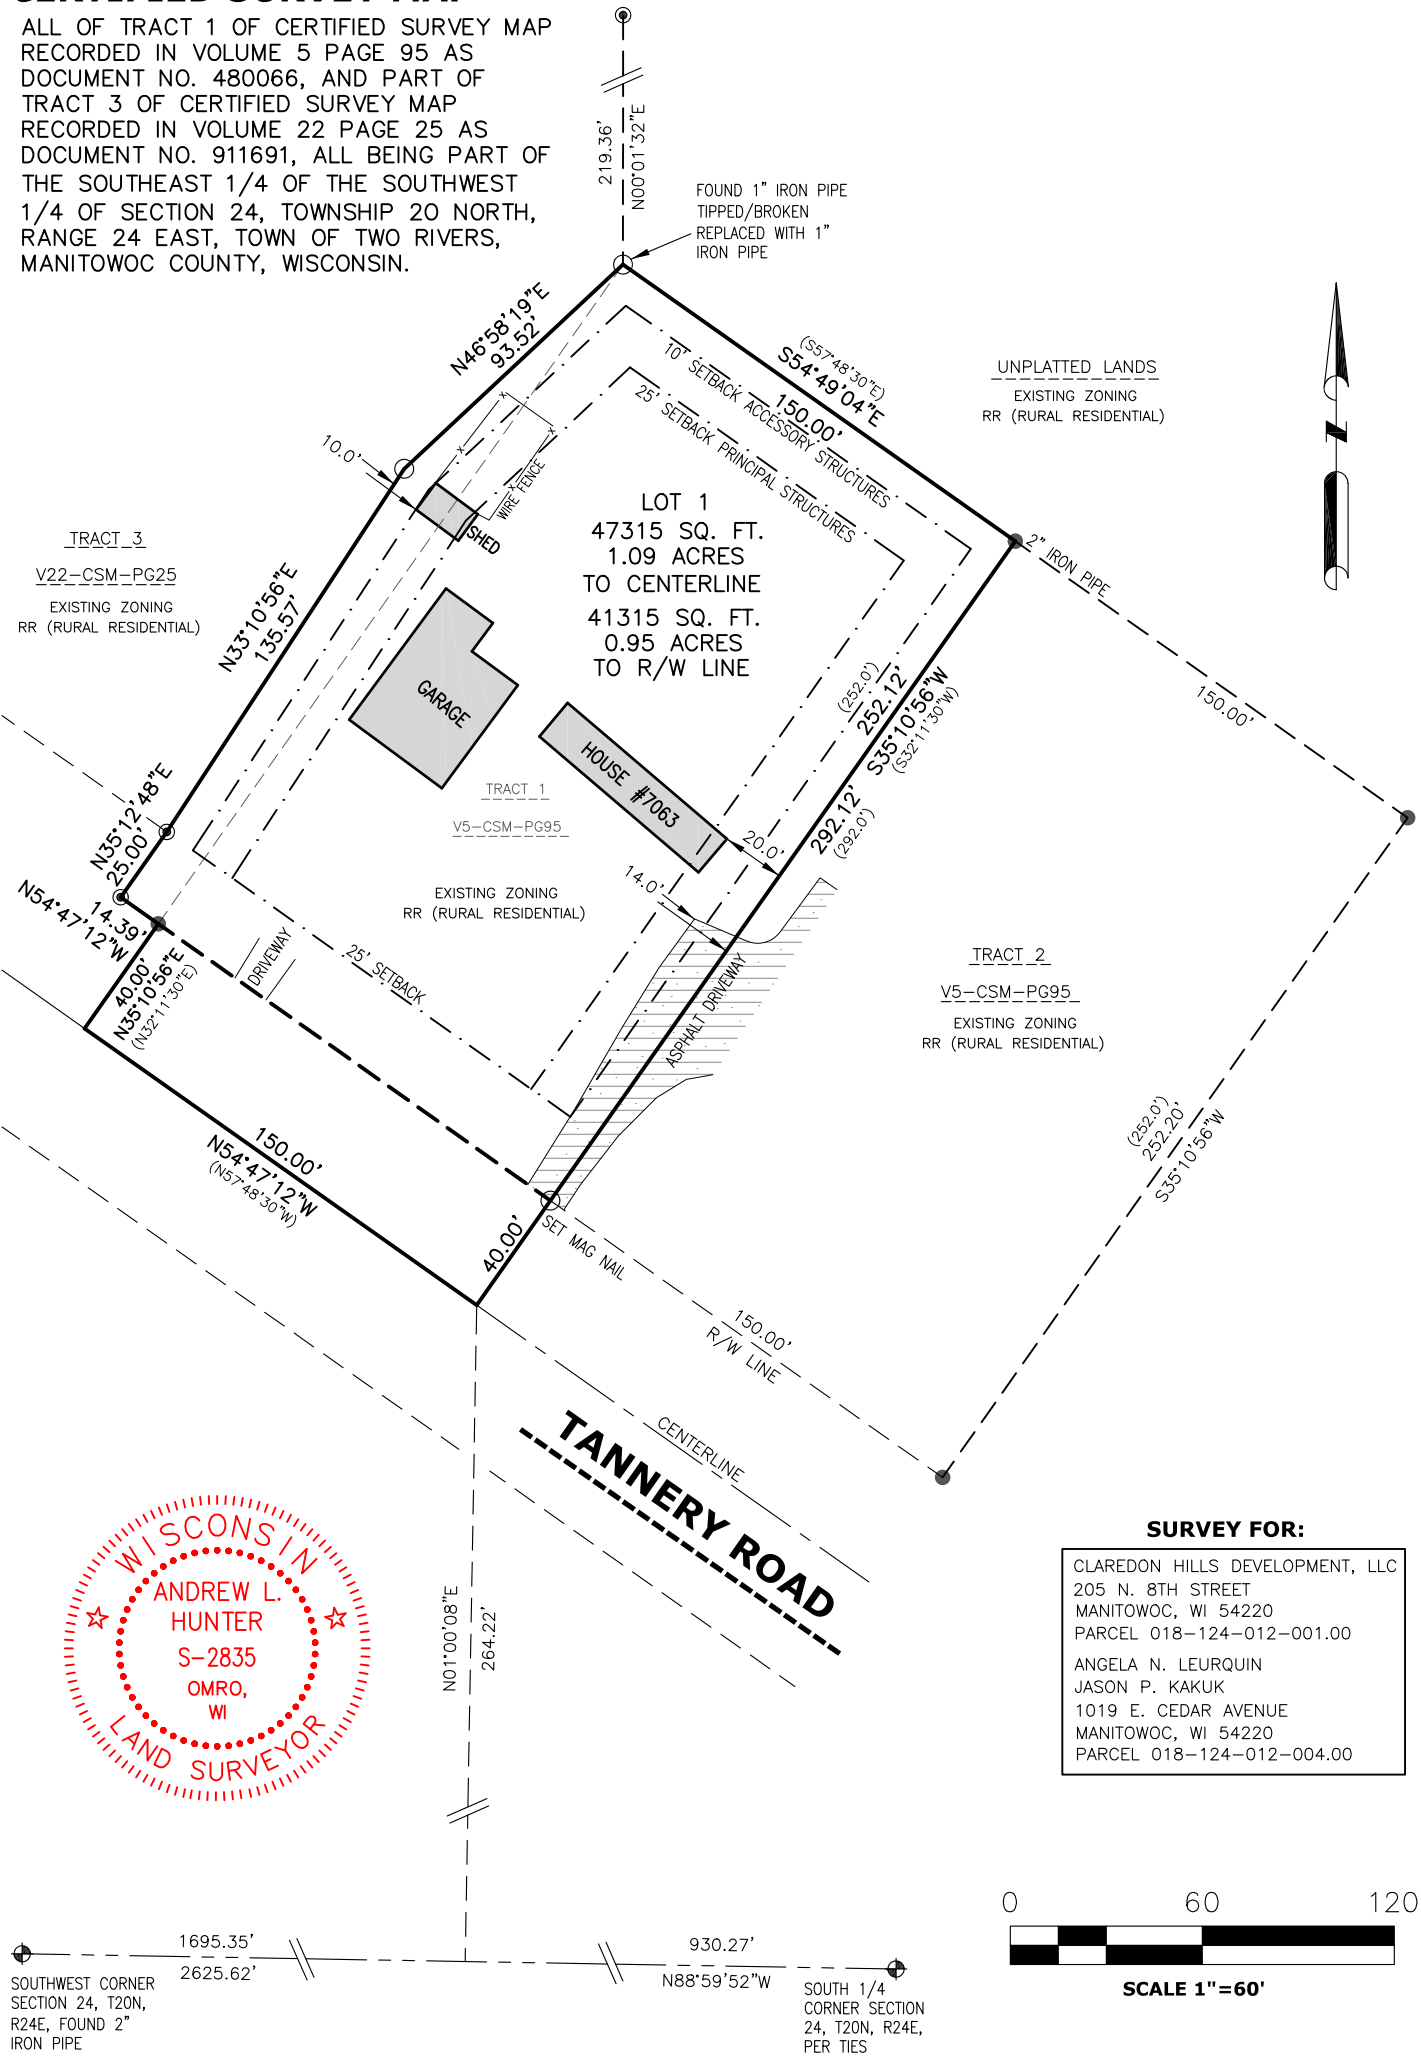 ALL OF TRACT 1 OF CERTIFIED SURVEY MAP
RECORDED IN VOLUME 5 PAGE 95 AS
DOCUMENT NO. 480066, AND PART OF
TRACT 3 OF CERTIFIED SURVEY MAP
RECORDED IN VOLUME 22 PAGE 25 AS
DOCUMENT NO. 911691, ALL BEING PART OF
THE SOUTHEAST 1/4 OF THE SOUTHWEST
1/4 OF SECTION 24, TOWNSHIP 20 NORTH,
RANGE 24 EAST, TOWN OF TWO RIVERS,
MANITOWOC COUNTY, WISCONSIN.
219.36'
N00°01'32"E
FOUND 1" IRON PIPE
TIPPED/BROKEN
REPLACED WITH 1"
IRON PIPE
N46°58'19"E
93.52'
(S57°48'30"E)
S54°49'04"E
150.00'
10' SETBACK ACCESSORY STRUCTURES
25' SETBACK PRINCIPAL STRUCTURES
UNPLATTED LANDS
EXISTING ZONING
RR (RURAL RESIDENTIAL)
N
10.0'
WIRE FENCE
SHED
LOT 1
47315 SQ. FT.
1.09 ACRES
TO CENTERLINE
41315 SQ. FT.
0.95 ACRES
TO R/W LINE
2" IRON PIPE
TRACT 3
V22-CSM-PG25
EXISTING ZONING
RR (RURAL RESIDENTIAL)
N33°10'56"E
135.57'
GARAGE
HOUSE #7063
(252.0')
252.12'
S35°10'56"W
(S32°11'30"W)
292.12'
(292.0')
150.00'
TRACT 1
V5-CSM-PG95
EXISTING ZONING
RR (RURAL RESIDENTIAL)
20.0'
14.0'
N35°12'48"E
25.00'
14.39'
N54°47'12"W
40.00'
N35°10'56"E
(N32°11'30"E)
DRIVEWAY
25' SETBACK
ASPHALT DRIVEWAY
TRACT 2
V5-CSM-PG95
EXISTING ZONING
RR (RURAL RESIDENTIAL)
(252.0')
252.20'
S35°10'56"W
150.00'
N54°47'12"W
(N57°48'30"W)
40.00'
SET MAG NAIL
150.00'
R/W LINE
CENTERLINE
TANNERY ROAD
N01°00'08"E
264.22'
WISCONSIN
ANDREW L.
HUNTER
S-2835
OMRO,
WI
LAND SURVEYOR
SURVEY FOR:
CLAREDON HILLS DEVELOPMENT, LLC
205 N. 8TH STREET
MANITOWOC, WI 54220
PARCEL 018-124-012-001.00
ANGELA N. LEURQUIN
JASON P. KAKUK
1019 E. CEDAR AVENUE
MANITOWOC, WI 54220
PARCEL 018-124-012-004.00
0 60 120
SCALE 1"=60'
1695.35'
2625.62'
930.27'
N88°59'52"W
SOUTHWEST CORNER
SECTION 24, T20N,
R24E, FOUND 2"
IRON PIPE
SOUTH 1/4
CORNER SECTION
24, T20N, R24E,
PER TIES